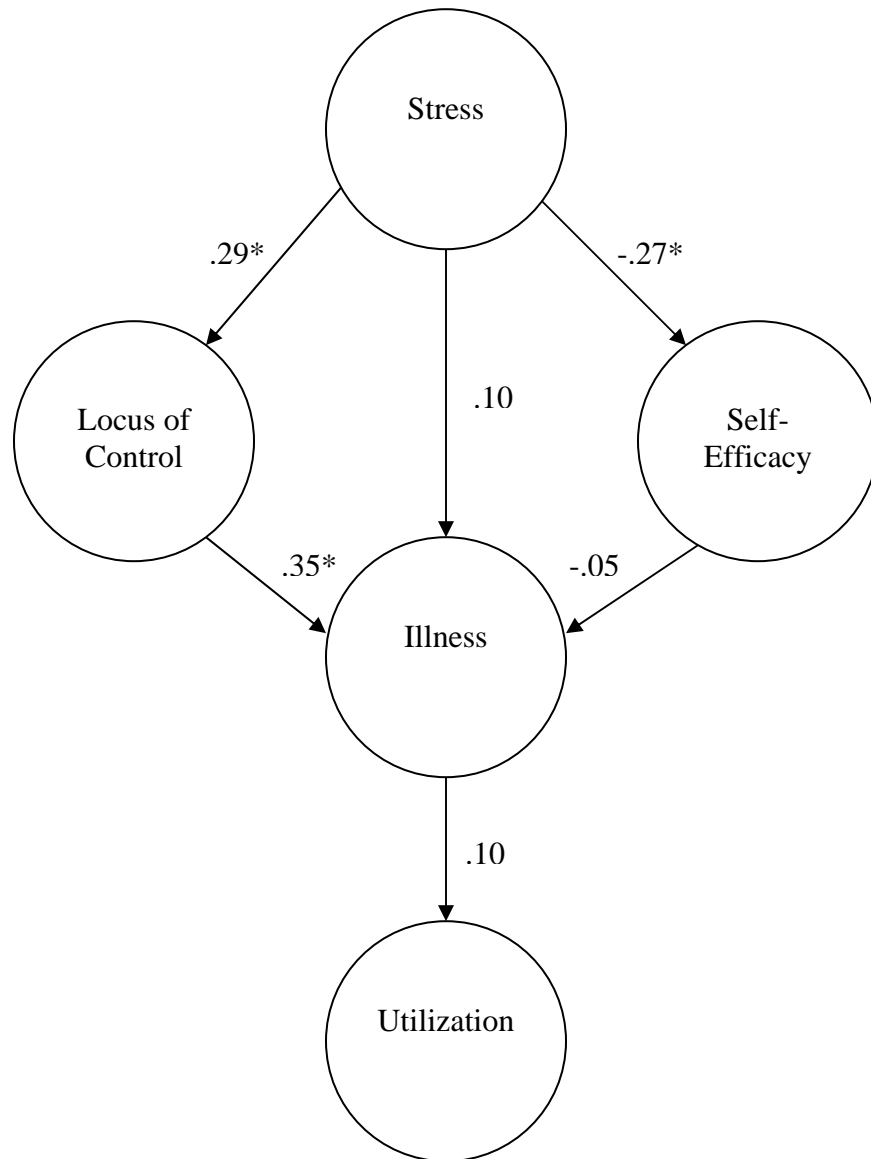 Stress
.29*
-.27*
.10
Locus of
Control
Self-
Efficacy
.35*
-.05
Illness
.10
Utilization